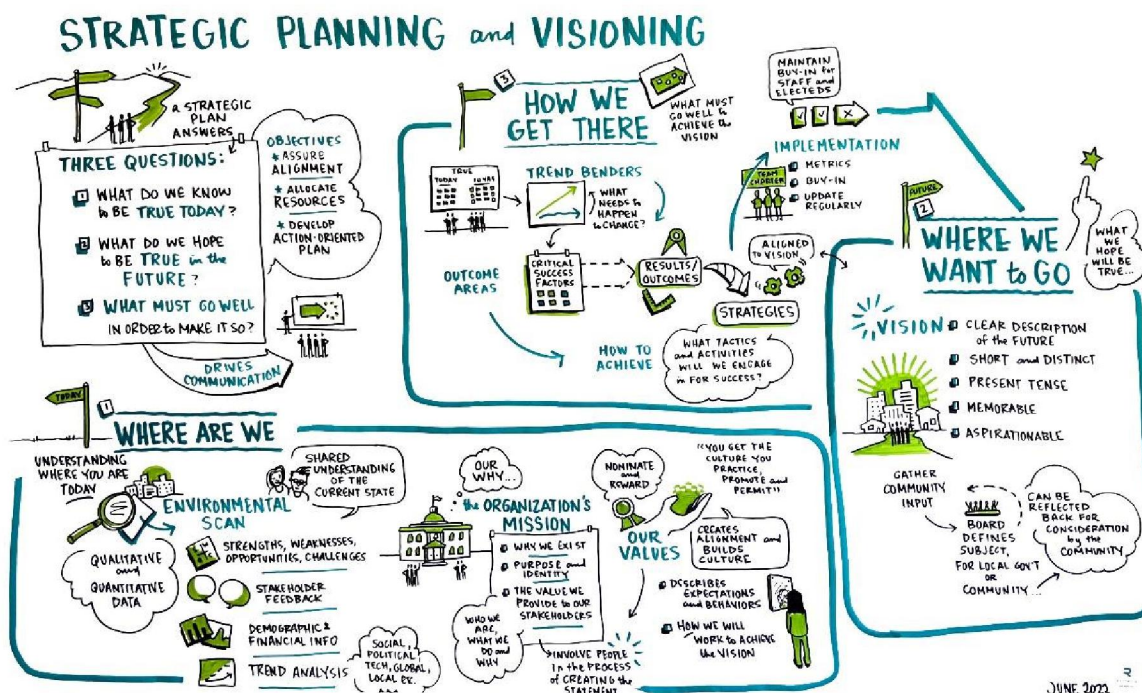 STRATEGIC PLANNING and VISIONING
a STRATEGIC
PLAN
ANSWERS
THREE QUESTIONS:
1 WHAT DO WE KNOW
to BE TRUE TODAY?
2 WHAT DO WE HOPE
to BE TRUE in the
FUTURE?
3 WHAT MUST GO WELL
IN ORDER to MAKE IT SO?
OBJECTIVES
ASSURE
ALIGNMENT
ALLOCATE
RESOURCES
DEVELOP
ACTION-ORIENTED
PLAN
DRIVES
COMMUNICATION
3
HOW WE
GET THERE
WHAT MUST
GO WELL to
ACHIEVE the
VISION
TRUE
TODAY
TREND BENDERS
WHAT
NEEDS to
HAPPEN
to CHANGE?
OUTCOME
AREAS
CRITICAL
SUCCESS
FACTORS
RESULTS/
OUTCOMES
ALIGNED
to VISION
STRATEGIES
HOW TO
ACHIEVE
WHAT TACTICS
and ACTIVITIES
WILL WE ENGAGE
in FOR SUCCESS?
MAINTAIN
BUY-IN for
STAFF and
ELECTEDS
IMPLEMENTATION
TEAM
CHARTER
METRICS
BUY-IN
UPDATE
REGULARLY
FUTURE
2
WHERE WE
WANT to GO
WHAT
WE
HOPE
WILL BE
TRUE...
VISION
CLEAR DESCRIPTION
of the FUTURE
SHORT and DISTINCT
PRESENT TENSE
MEMORABLE
ASPIRATIONABLE
GATHER
COMMUNITY
INPUT
BOARD
DEFINES
SUBJECT,
FOR LOCAL GOV'T
OR
COMMUNITY...
CAN BE
REFLECTED
BACK FOR
CONSIDERATION
by the
COMMUNITY
TODAY
1
WHERE ARE WE
UNDERSTANDING
WHERE YOU ARE
TODAY
ENVIRONMENTAL
SCAN
SHARED
UNDERSTANDING
OF THE
CURRENT STATE
QUALITATIVE
and
QUANTITATIVE
DATA
STRENGTHS, WEAKNESSES,
OPPORTUNITIES, CHALLENGES
STAKEHOLDER
FEEDBACK
DEMOGRAPHIC &
FINANCIAL INFO
TREND ANALYSIS
SOCIAL,
POLITICAL,
TECH, GLOBAL,
LOCAL
OUR
WHY...
the ORGANIZATION'S
MISSION
WHY WE EXIST
PURPOSE and
IDENTITY
THE VALUE WE
PROVIDE to OUR
STAKEHOLDERS
WHO WE
ARE,
WHAT WE
DO and
WHY
INVOLVE PEOPLE
in the PROCESS
of CREATING the
STATEMENT
NOMINATE
and
REWARD
OUR
VALUES
"YOU GET THE
CULTURE YOU
PRACTICE,
PROMOTE and
PERMIT"
CREATES
ALIGNMENT and
BUILDS
CULTURE
DESCRIBES
EXPECTATIONS
and BEHAVIORS
HOW WE WILL
WORK to ACHIEVE
the VISION
JUNE 2022